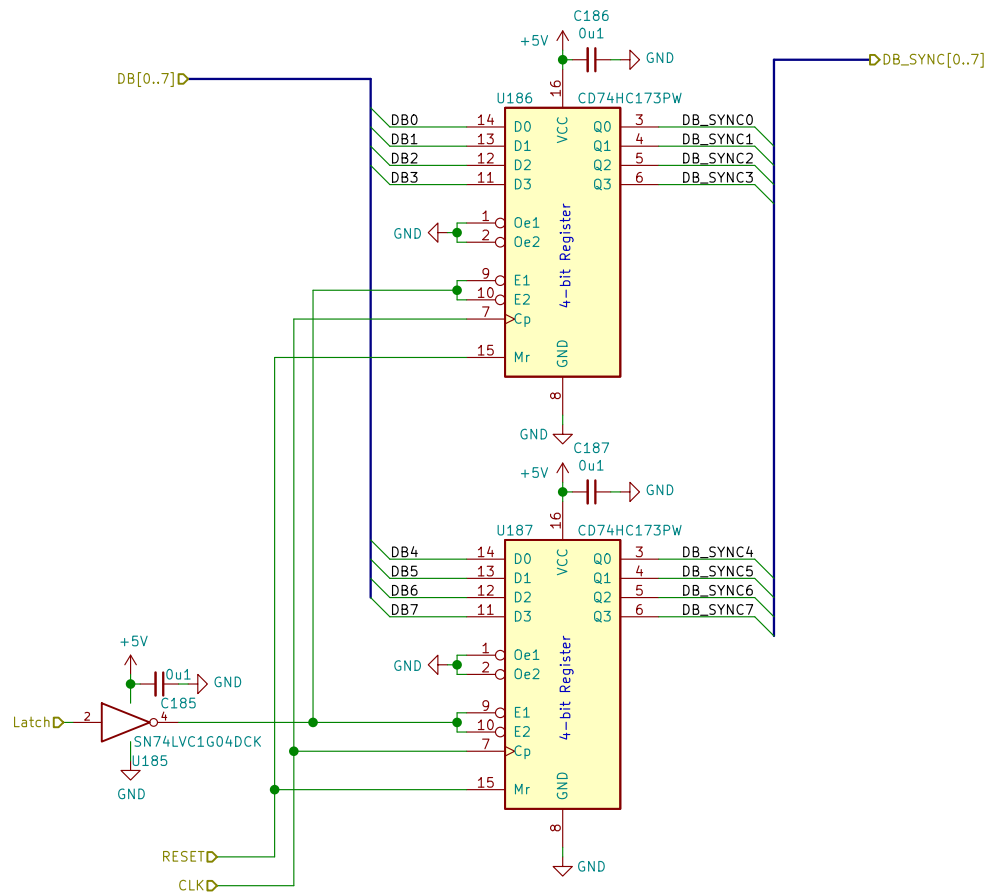 C186
0u1
+5V
GND
DB[0..7]
DB_SYNC[0..7]
16
U186
CD74HC173PW
VCC
DB0 14 D0 Q0 3 DB_SYNC0
DB1 13 D1 Q1 4 DB_SYNC1
DB2 12 D2 Q2 5 DB_SYNC2
DB3 11 D3 Q3 6 DB_SYNC3
GND
1 Oe1
2 Oe2
9 E1
10 E2
7 Cp
15 Mr
4-bit Register
GND
8
GND
C187
0u1
+5V
GND
16
U187
CD74HC173PW
VCC
DB4 14 D0 Q0 3 DB_SYNC4
DB5 13 D1 Q1 4 DB_SYNC5
DB6 12 D2 Q2 5 DB_SYNC6
DB7 11 D3 Q3 6 DB_SYNC7
GND
1 Oe1
2 Oe2
9 E1
10 E2
7 Cp
15 Mr
4-bit Register
GND
8
GND
+5V
0u1
GND
C185
Latch
2
4
SN74LVC1G04DCK
U185
GND
RESET
CLK